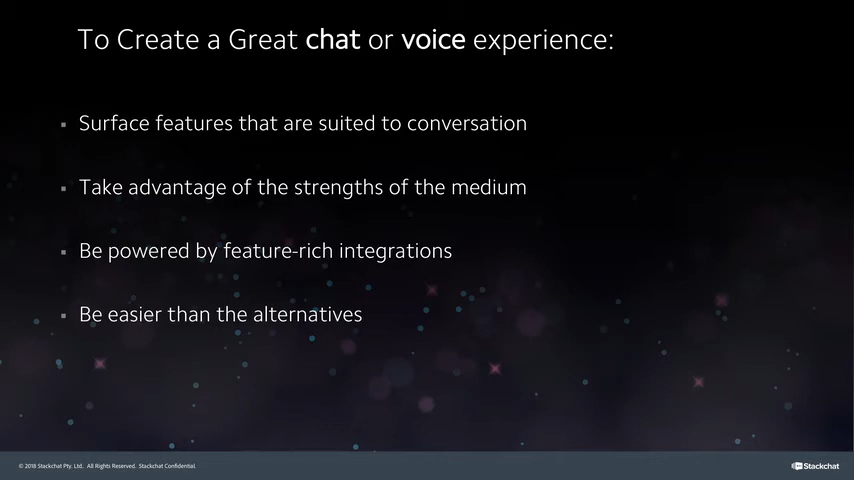 To Create a Great chat or voice experience:
Surface features that are suited to conversation
Take advantage of the strengths of the medium
Be powered by feature-rich integrations
Be easier than the alternatives
© 2018 Stackchat Pty. Ltd. All Rights Reserved. Stackchat Confidential.
Stackchat